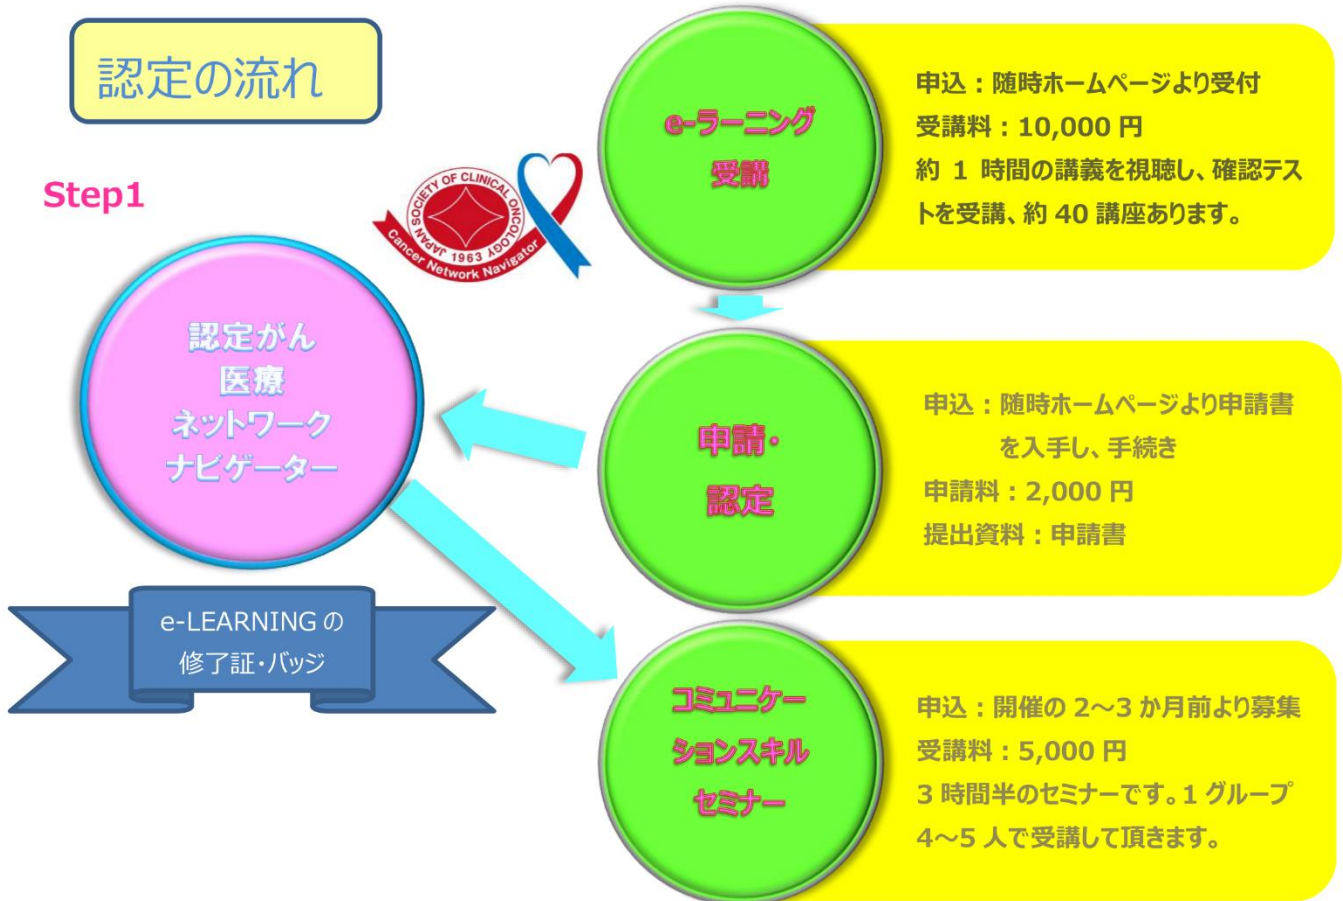 認定の流れ
Step1
JAPAN SOCIETY OF CLINICAL ONCOLOGY
1963
Cancer Network Navigator
e-ラーニング
受講
申込：随時ホームページより受付
受講料：10,000 円
約 1 時間の講義を視聴し、確認テス
トを受講、約 40 講座あります。
認定がん
医療
ネットワーク
ナビゲーター
e-LEARNING の
修了証・バッジ
申請・
認定
申込：随時ホームページより申請書
を入手し、手続き
申請料：2,000 円
提出資料：申請書
コミュニケー
ションスキル
セミナー
申込：開催の 2～3 か月前より募集
受講料：5,000 円
3 時間半のセミナーです。1 グループ
4～5 人で受講して頂きます。